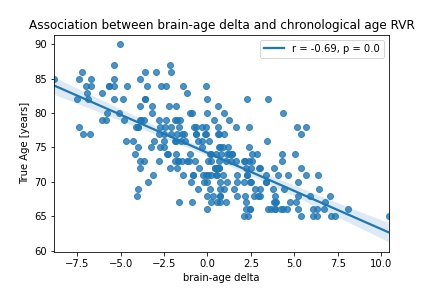 Association between brain-age delta and chronological age RVR
r = -0.69, p = 0.0
True Age [years]
90
85
80
75
70
65
60
−7.5 −5.0 −2.5 0.0 2.5 5.0 7.5 10.0
brain-age delta